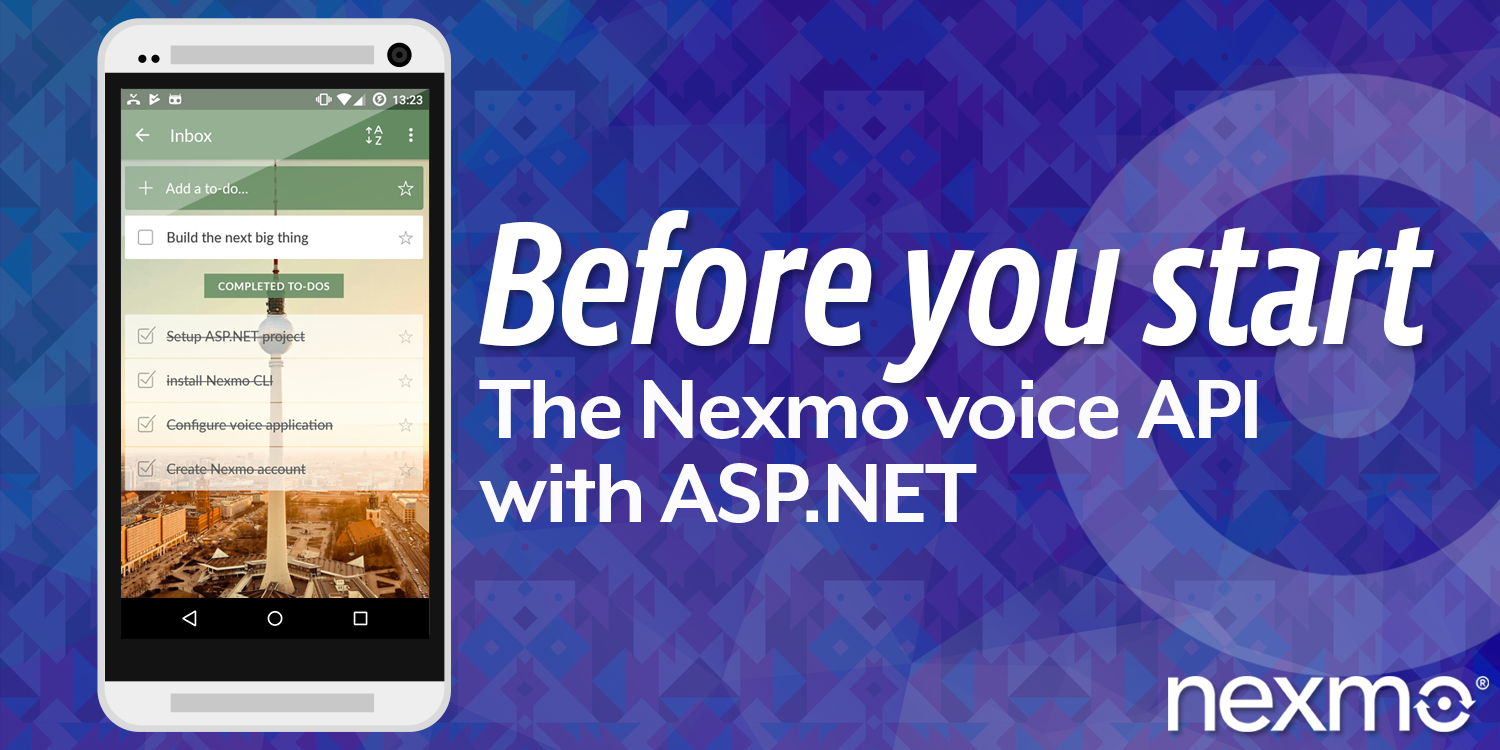 13:23
Inbox
A
Z
Add a to-do...
Build the next big thing
COMPLETED TO-DOS
Setup ASP.NET project
install Nexmo CLI
Configure voice application
Create Nexmo account
Before you start
The Nexmo voice API
with ASP.NET
nexmo®